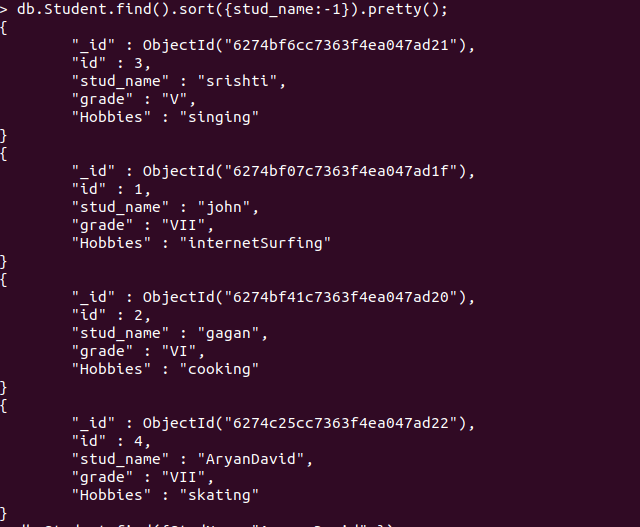 > db.Student.find().sort({stud_name:-1}).pretty();
{
        "_id" : ObjectId("6274bf6cc7363f4ea047ad21"),
        "id" : 3,
        "stud_name" : "srishti",
        "grade" : "V",
        "Hobbies" : "singing"
}
{
        "_id" : ObjectId("6274bf07c7363f4ea047ad1f"),
        "id" : 1,
        "stud_name" : "john",
        "grade" : "VII",
        "Hobbies" : "internetSurfing"
}
{
        "_id" : ObjectId("6274bf41c7363f4ea047ad20"),
        "id" : 2,
        "stud_name" : "gagan",
        "grade" : "VI",
        "Hobbies" : "cooking"
}
{
        "_id" : ObjectId("6274c25cc7363f4ea047ad22"),
        "id" : 4,
        "stud_name" : "AryanDavid",
        "grade" : "VII",
        "Hobbies" : "skating"
}